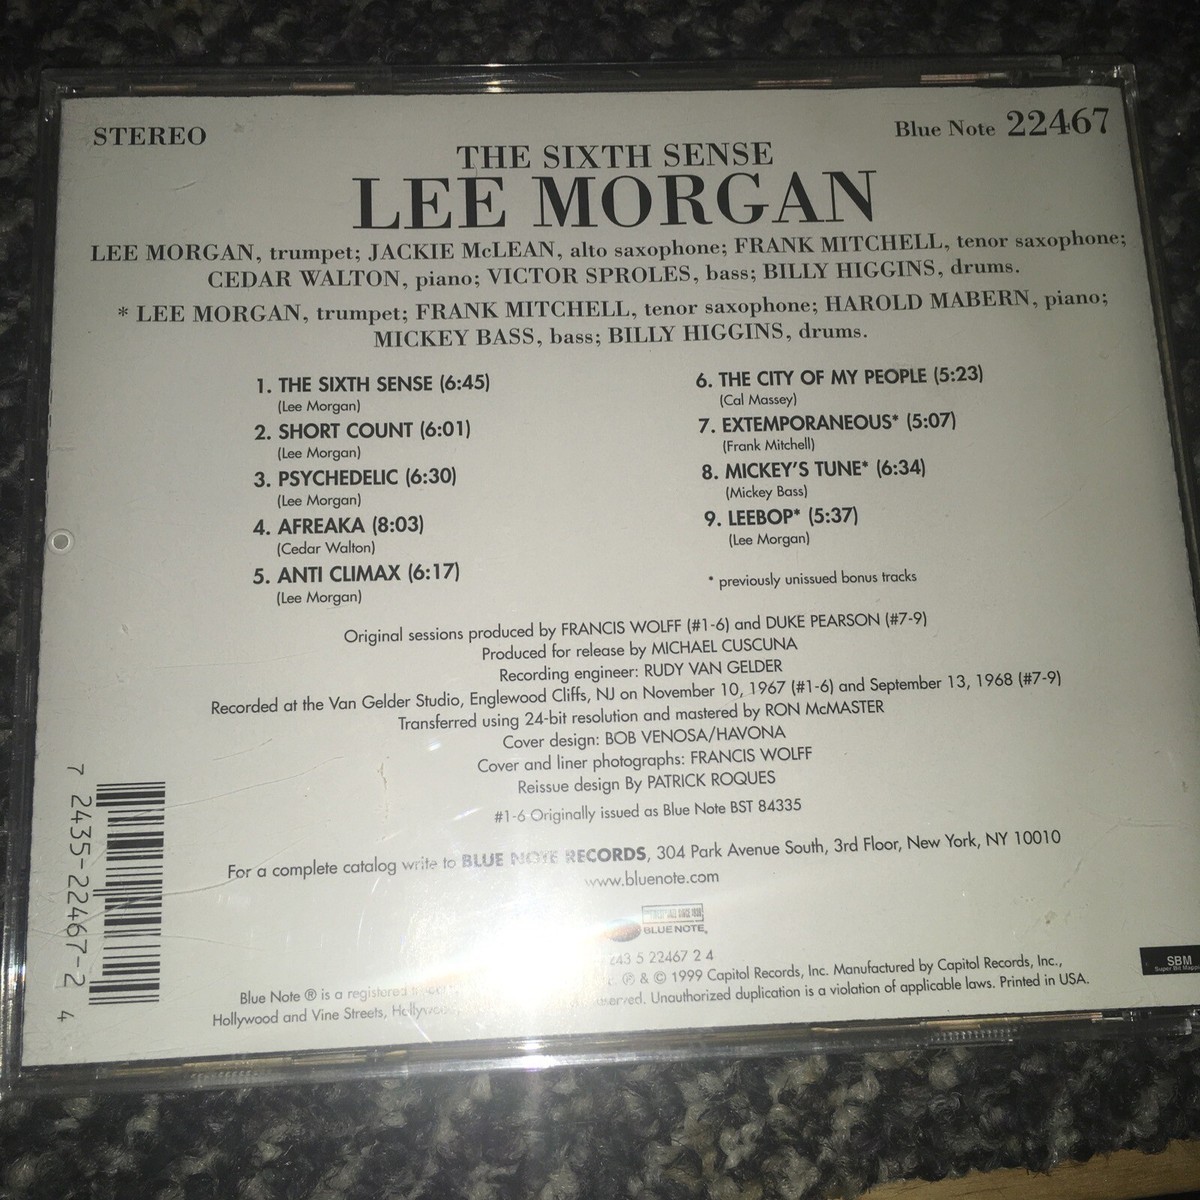 STEREO
Blue Note 22467
THE SIXTH SENSE
LEE MORGAN
LEE MORGAN, trumpet; JACKIE McLEAN, alto saxophone; FRANK MITCHELL, tenor saxophone;
CEDAR WALTON, piano; VICTOR SPROLES, bass; BILLY HIGGINS, drums.
* LEE MORGAN, trumpet; FRANK MITCHELL, tenor saxophone; HAROLD MABERN, piano;
MICKEY BASS, bass; BILLY HIGGINS, drums.
1. THE SIXTH SENSE (6:45)
(Lee Morgan)
2. SHORT COUNT (6:01)
(Lee Morgan)
3. PSYCHEDELIC (6:30)
(Lee Morgan)
4. AFREAKA (8:03)
(Cedar Walton)
5. ANTI CLIMAX (6:17)
(Lee Morgan)
6. THE CITY OF MY PEOPLE (5:23)
(Cal Massey)
7. EXTEMPORANEOUS* (5:07)
(Frank Mitchell)
8. MICKEY'S TUNE* (6:34)
(Mickey Bass)
9. LEEBOP* (5:37)
(Lee Morgan)
* previously unissued bonus tracks
Original sessions produced by FRANCIS WOLFF (#1-6) and DUKE PEARSON (#7-9)
Produced for release by MICHAEL CUSCUNA
Recording engineer: RUDY VAN GELDER
Recorded at the Van Gelder Studio, Englewood Cliffs, NJ on November 10, 1967 (#1-6) and September 13, 1968 (#7-9)
Transferred using 24-bit resolution and mastered by RON McMASTER
Cover design: BOB VENOSA/HAVONA
Cover and liner photographs: FRANCIS WOLFF
Reissue design By PATRICK ROQUES
#1-6 Originally issued as Blue Note BST 84335
For a complete catalog write to BLUE NOTE RECORDS, 304 Park Avenue South, 3rd Floor, New York, NY 10010
www.bluenote.com
BLUE NOTE
43 5 22467 2 4
℗ & © 1999 Capitol Records, Inc. Manufactured by Capitol Records, Inc.,
Blue Note ® is a registered Unauthorized duplication is a violation of applicable laws. Printed in USA.
Hollywood and Vine Streets,
7 2435-22467-2 4
SBM
Super Bit